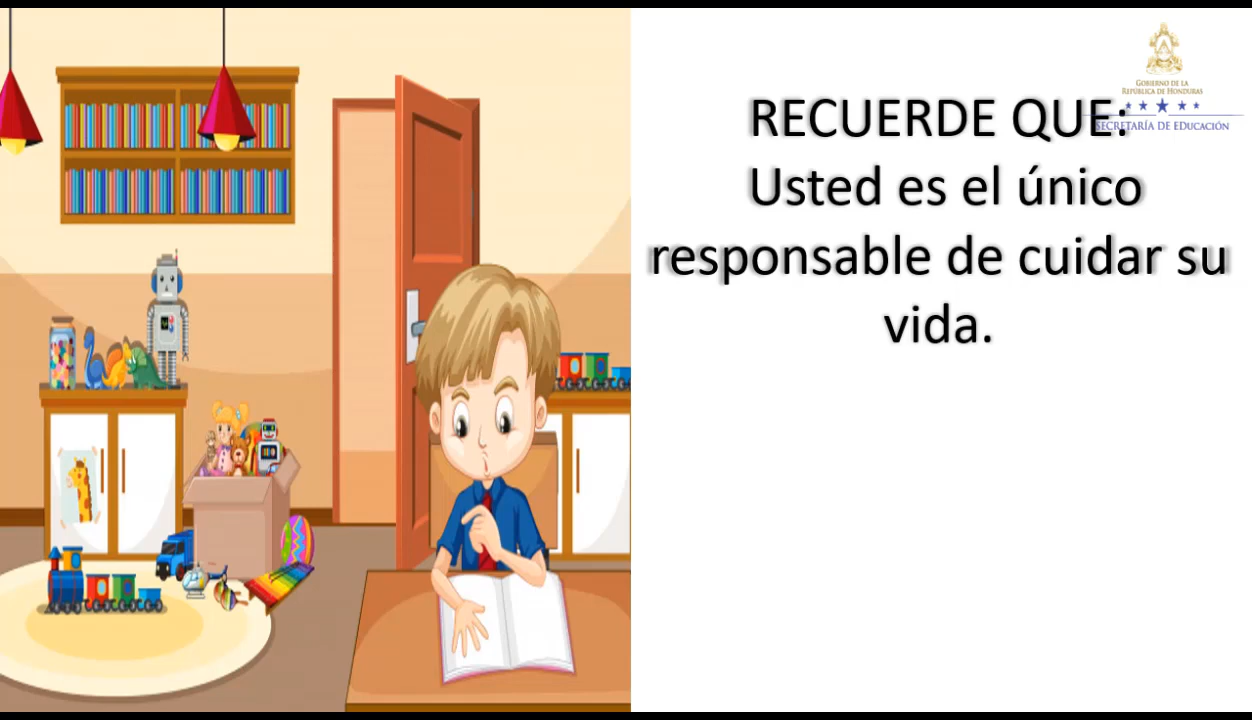 GOBIERNO DE LA
REPÚBLICA DE HONDURAS
SECRETARÍA DE EDUCACIÓN
RECUERDE QUE:
Usted es el único
responsable de cuidar su
vida.